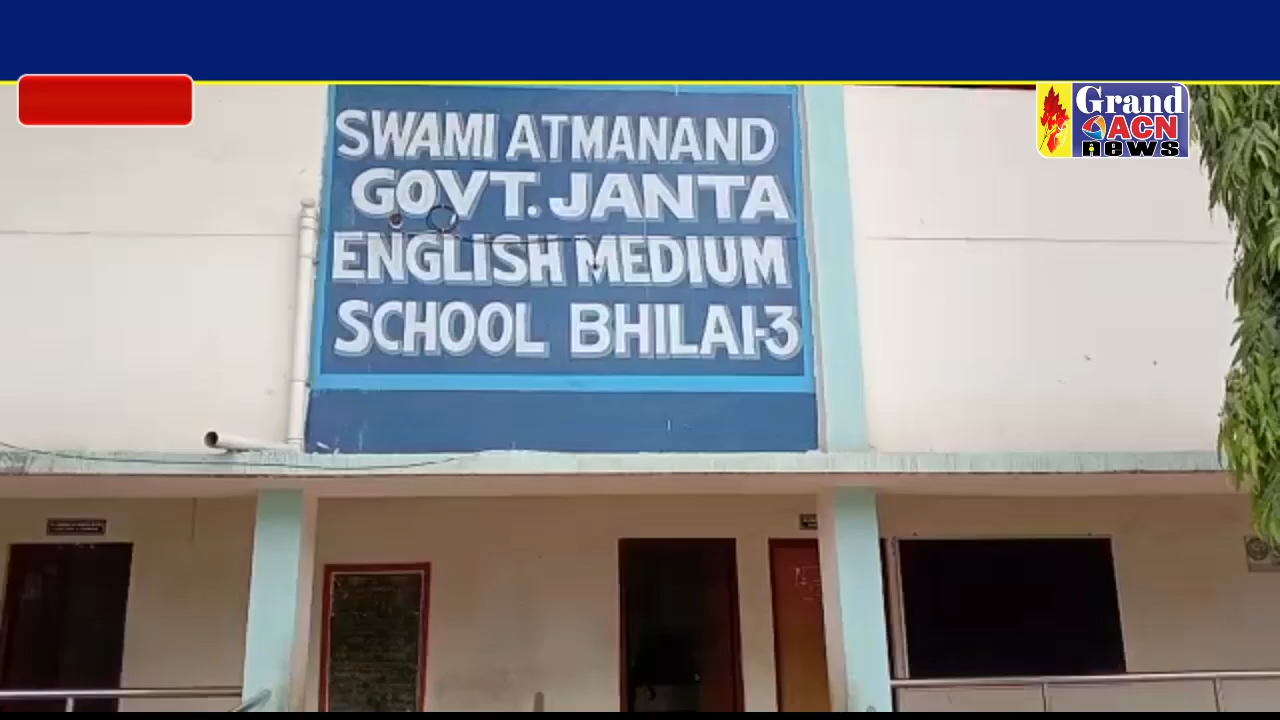 Grand
ACN
news
SWAMI ATMANAND
GOVT. JANTA
ENGLISH MEDIUM
SCHOOL BHILAI-3